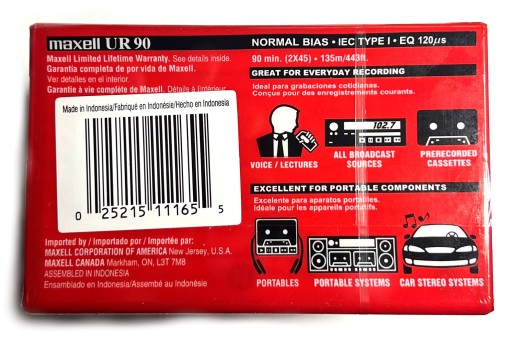 maxell UR 90
NORMAL BIAS • IEC TYPE I • EQ 120µs
Maxell Limited Lifetime Warranty. See details inside.
Garantía completa de por vida de Maxell.
Ver detalles en el interior.
Garantie à vie complète de Maxell. Détails à l'intérieur.
90 min. (2X45) • 135m/443ft.
GREAT FOR EVERYDAY RECORDING
Ideal para grabaciones cotidianas.
Conçue pour des enregistrements courants.
Made in Indonesia/Fabriqué en Indonésie/Hecho en Indonesia
0 25215 11165 5
102.7
VOICE / LECTURES
ALL BROADCAST
SOURCES
PRERECORDED
CASSETTES
EXCELLENT FOR PORTABLE COMPONENTS
Excelente para aparatos portables.
Idéale pour les appareils portatifs.
Imported by / Importado por / Importée par:
MAXELL CORPORATION OF AMERICA New Jersey, U.S.A.
MAXELL CANADA Markham, ON, L3T 7M8
ASSEMBLED IN INDONESIA
Ensamblado en Indonesia/Assembé au Indonésie
PORTABLES
PORTABLE SYSTEMS
CAR STEREO SYSTEMS